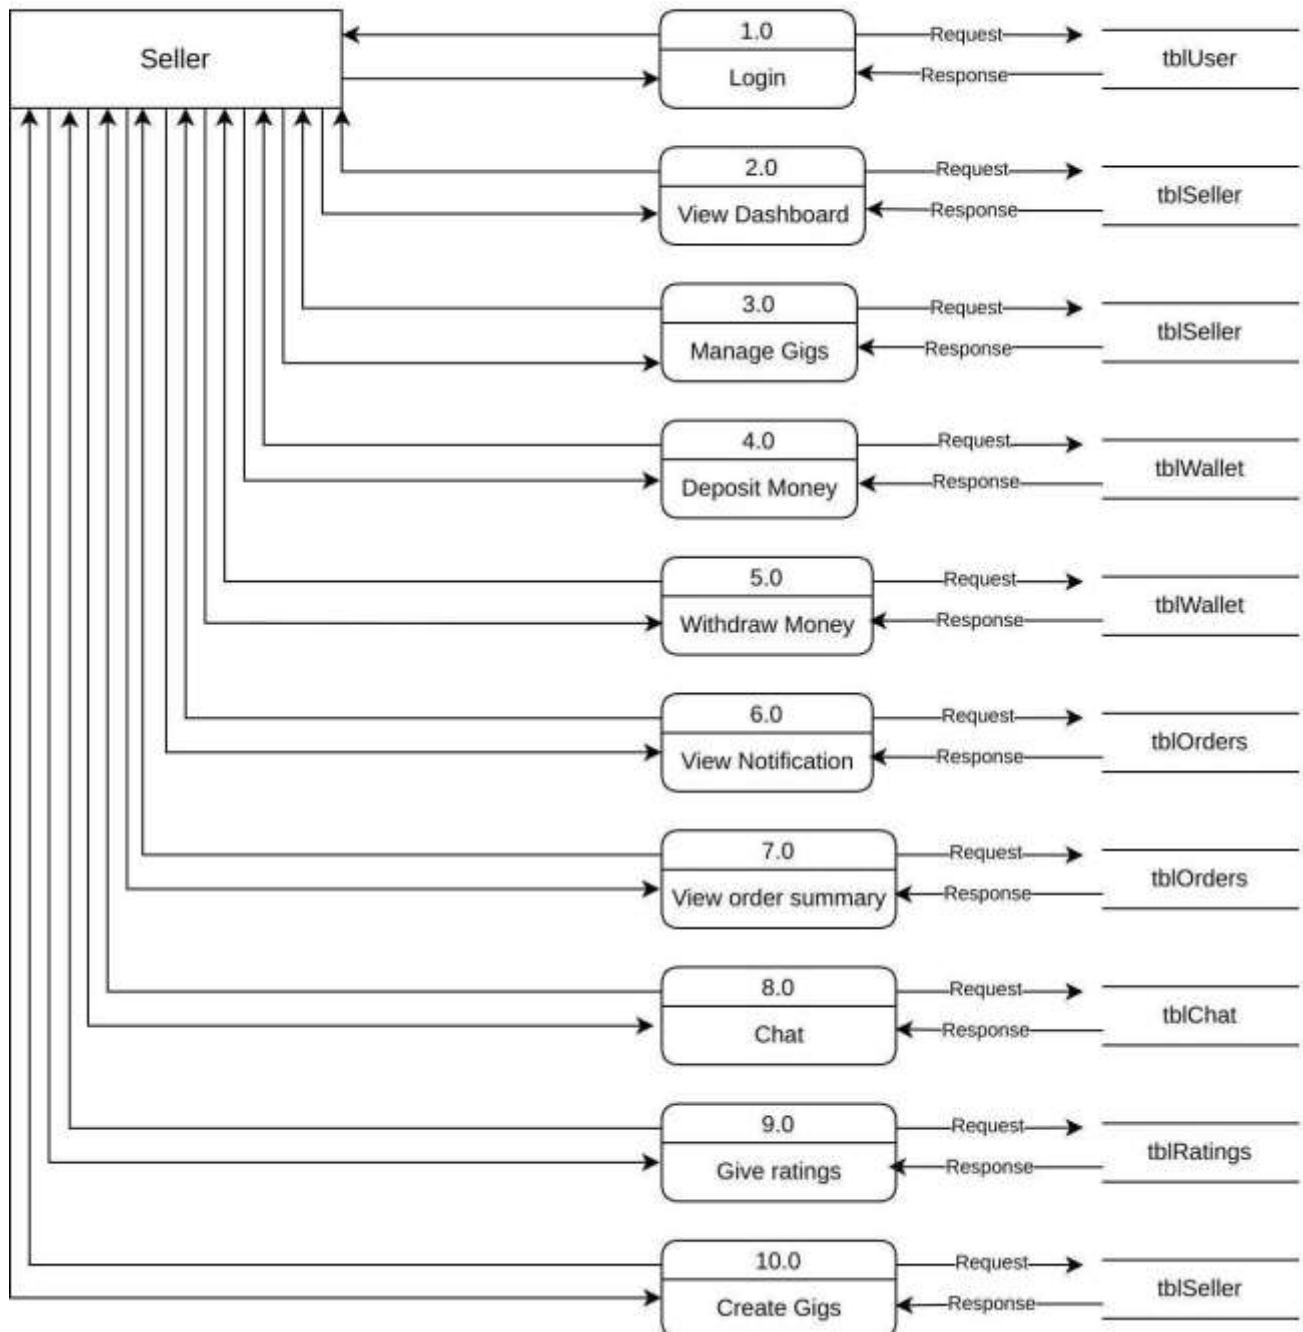 Seller
1.0
Login
Request
Response
tblUser
2.0
View Dashboard
Request
Response
tblSeller
3.0
Manage Gigs
Request
Response
tblSeller
4.0
Deposit Money
Request
Response
tblWallet
5.0
Withdraw Money
Request
Response
tblWallet
6.0
View Notification
Request
Response
tblOrders
7.0
View order summary
Request
Response
tblOrders
8.0
Chat
Request
Response
tblChat
9.0
Give ratings
Request
Response
tblRatings
10.0
Create Gigs
Request
Response
tblSeller